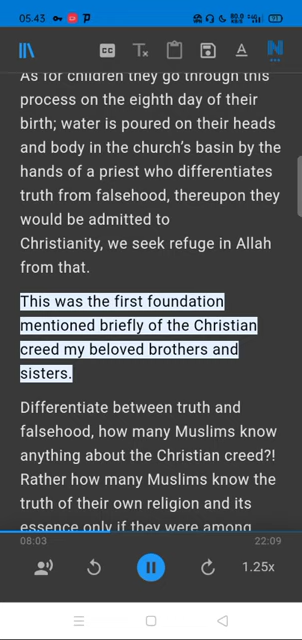 05.43
As for children they go through this
process on the eighth day of their
birth; water is poured on their heads
and body in the church's basin by the
hands of a priest who differentiates
truth from falsehood, thereupon they
would be admitted to
Christianity, we seek refuge in Allah
from that.
This was the first foundation
mentioned briefly of the Christian
creed my beloved brothers and
sisters.
Differentiate between truth and
falsehood, how many Muslims know
anything about the Christian creed?!
Rather how many Muslims know the
truth of their own religion and its
essence only if they were among
08:03
22:09
1.25x